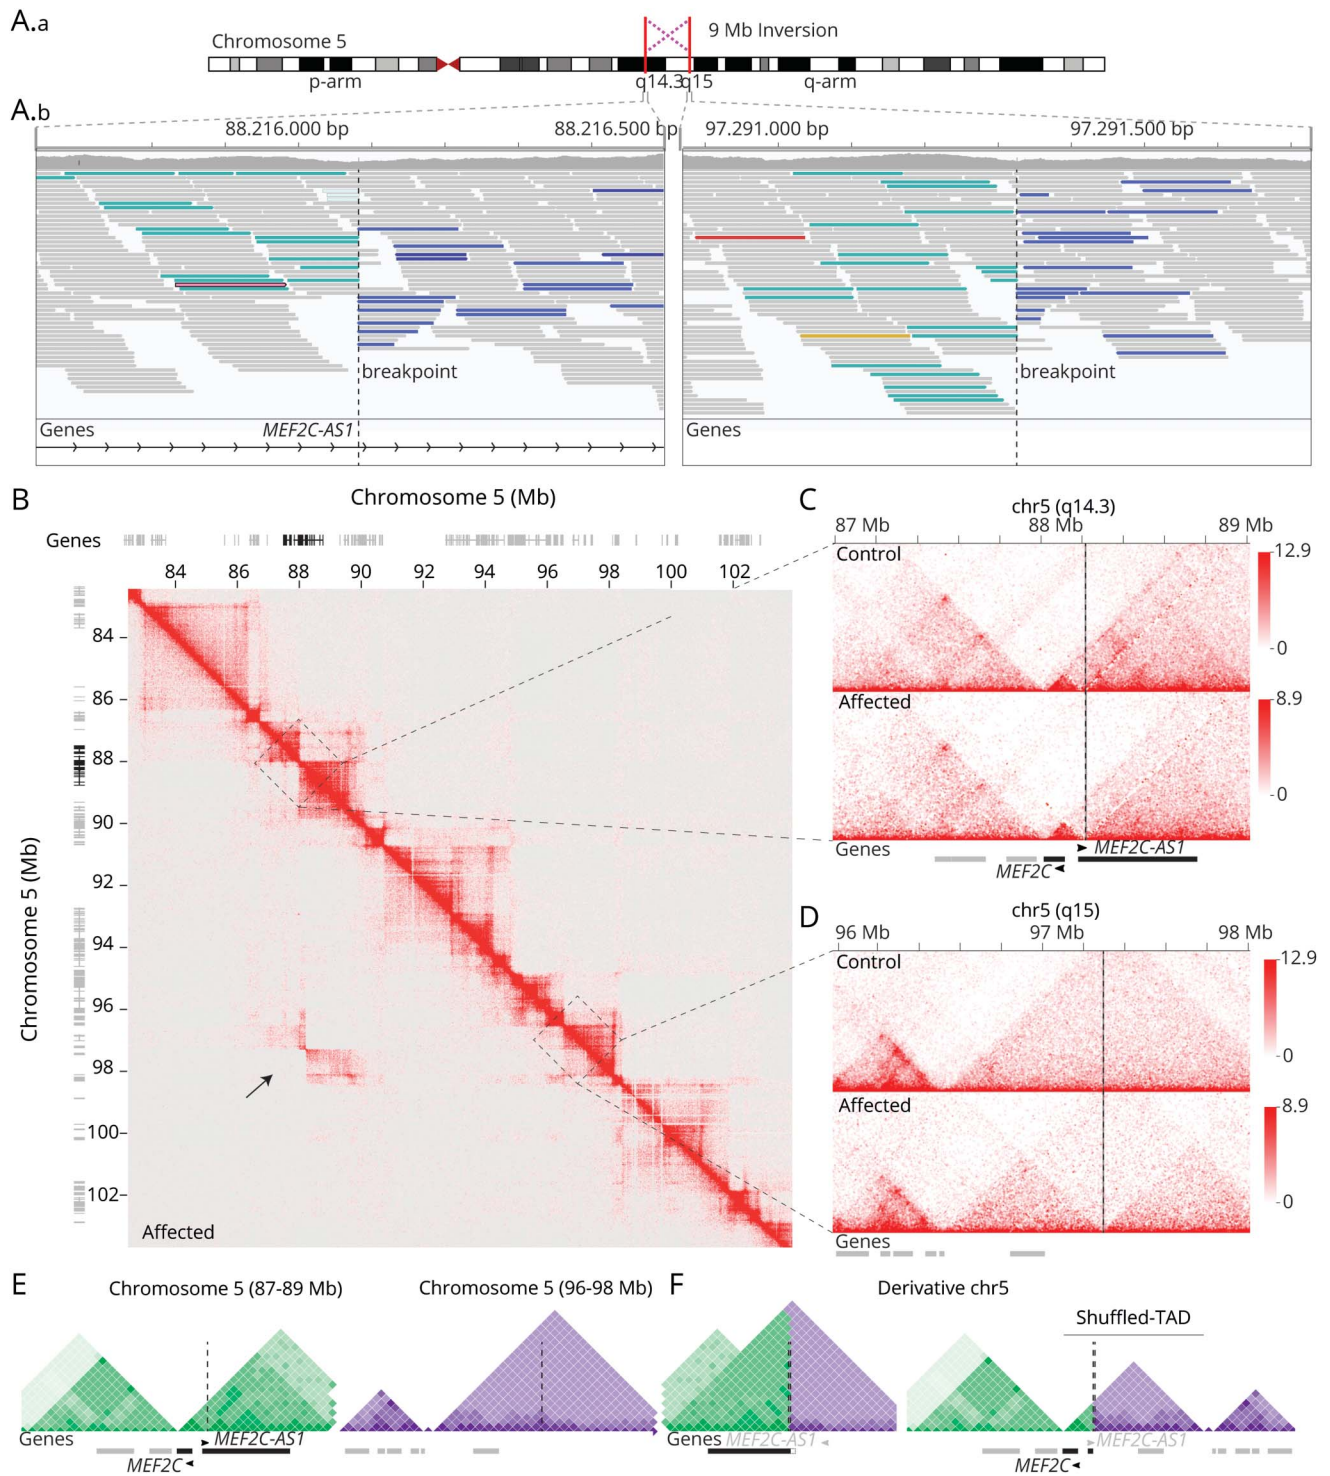 A.a
Chromosome 5
9 Mb Inversion
p-arm
q14.3
q15
q-arm
A.b
88.216.000 bp
88.216.500 bp
97.291.000 bp
97.291.500 bp
breakpoint
breakpoint
Genes
MEF2C-AS1
Genes
B
Chromosome 5 (Mb)
Genes
84 86 88 90 92 94 96 98 100 102
Chromosome 5 (Mb)
84
86
88
90
92
94
96
98
100
102
Affected
C
chr5 (q14.3)
87 Mb
88 Mb
89 Mb
Control
12.9
0
Affected
8.9
0
Genes
MEF2C-AS1
MEF2C
D
chr5 (q15)
96 Mb
97 Mb
98 Mb
Control
12.9
0
Affected
8.9
0
Genes
E
Chromosome 5 (87-89 Mb)
Chromosome 5 (96-98 Mb)
Genes
MEF2C-AS1
MEF2C
F
Derivative chr5
Shuffled-TAD
Genes
MEF2C-AS1
MEF2C-AS1
MEF2C